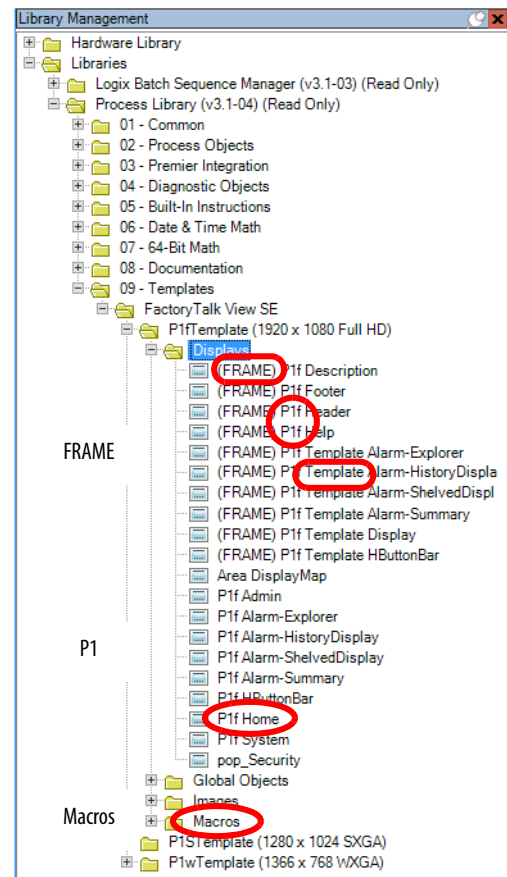 Library Management
Hardware Library
Libraries
Logix Batch Sequence Manager (v3.1-03) (Read Only)
Process Library (v3.1-04) (Read Only)
01 - Common
02 - Process Objects
03 - Premier Integration
04 - Diagnostic Objects
05 - Built-In Instructions
06 - Date & Time Math
07 - 64-Bit Math
08 - Documentation
09 - Templates
FactoryTalk View SE
P1fTemplate (1920 x 1080 Full HD)
Displays
(FRAME) P1f Description
(FRAME) P1f Footer
(FRAME) P1f Header
(FRAME) P1f Help
FRAME
(FRAME) P1f Template Alarm-Explorer
(FRAME) P1f Template Alarm-HistoryDispla
(FRAME) P1f Template Alarm-ShelvedDispl
(FRAME) P1f Template Alarm-Summary
(FRAME) P1f Template Display
(FRAME) P1f Template HButtonBar
Area DisplayMap
P1f Admin
P1f Alarm-Explorer
P1f Alarm-HistoryDisplay
P1
P1f Alarm-ShelvedDisplay
P1f Alarm-Summary
P1f HButtonBar
P1f Home
P1f System
pop_Security
Global Objects
Images
Macros
Macros
P1STemplate (1280 x 1024 SXGA)
P1wTemplate (1366 x 768 WXGA)